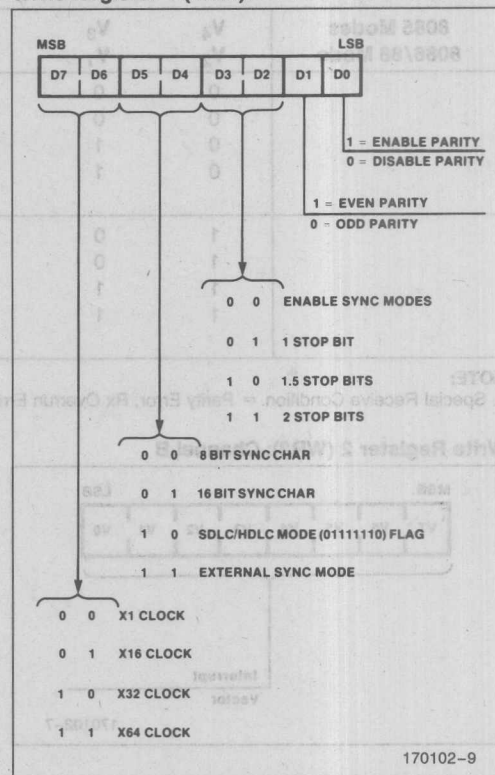 MSB LSB
D7 D6 D5 D4 D3 D2 D1 D0
1 = ENABLE PARITY
0 = DISABLE PARITY
1 = EVEN PARITY
0 = ODD PARITY
0 0 ENABLE SYNC MODES
0 1 1 STOP BIT
1 0 1.5 STOP BITS
1 1 2 STOP BITS
0 0 8 BIT SYNC CHAR
0 1 16 BIT SYNC CHAR
1 0 SDLC/HDLC MODE (01111110) FLAG
1 1 EXTERNAL SYNC MODE
0 0 X1 CLOCK
0 1 X16 CLOCK
1 0 X32 CLOCK
1 1 X64 CLOCK
170102-9